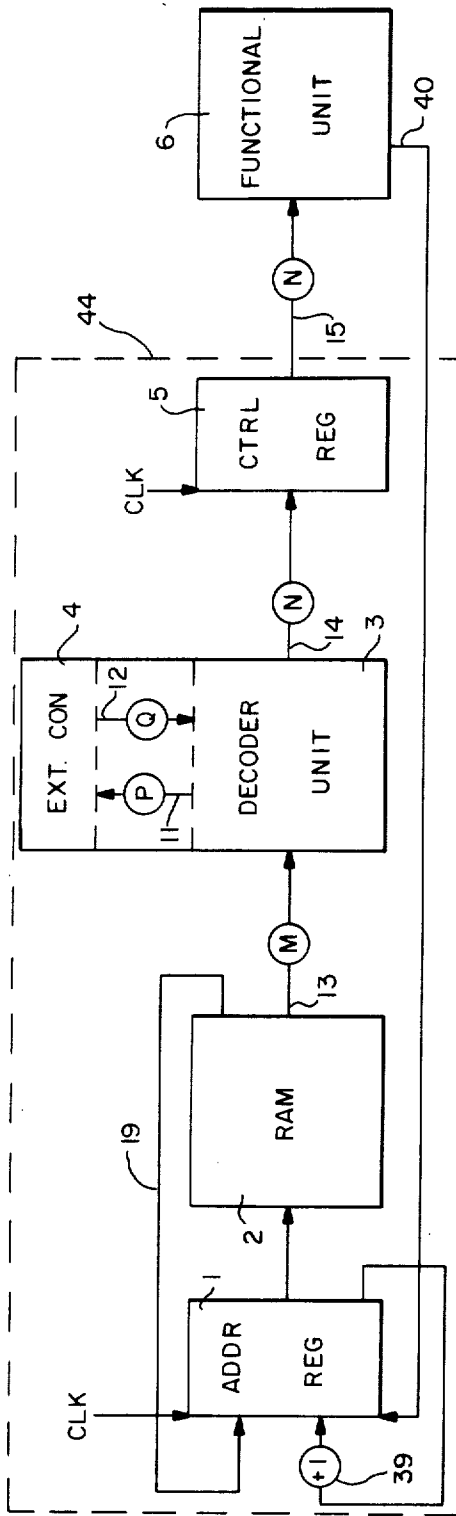 CLK
ADDR
REG
1
+1
39
19
RAM
2
13
M
EXT. CON
4
12
Q
P
11
DECODER
UNIT
3
14
N
CLK
CTRL
REG
5
44
15
N
FUNCTIONAL
UNIT
6
40